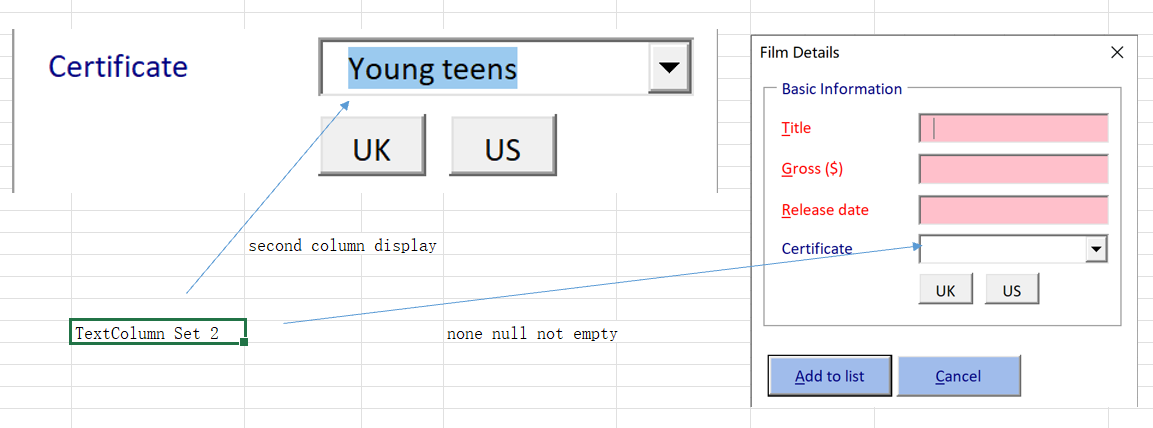 Certificate
Young teens
UK
US
second column display
TextColumn Set 2
none null not empty
Film Details
Basic Information
Title
Gross ($)
Release date
Certificate
UK
US
Add to list
Cancel